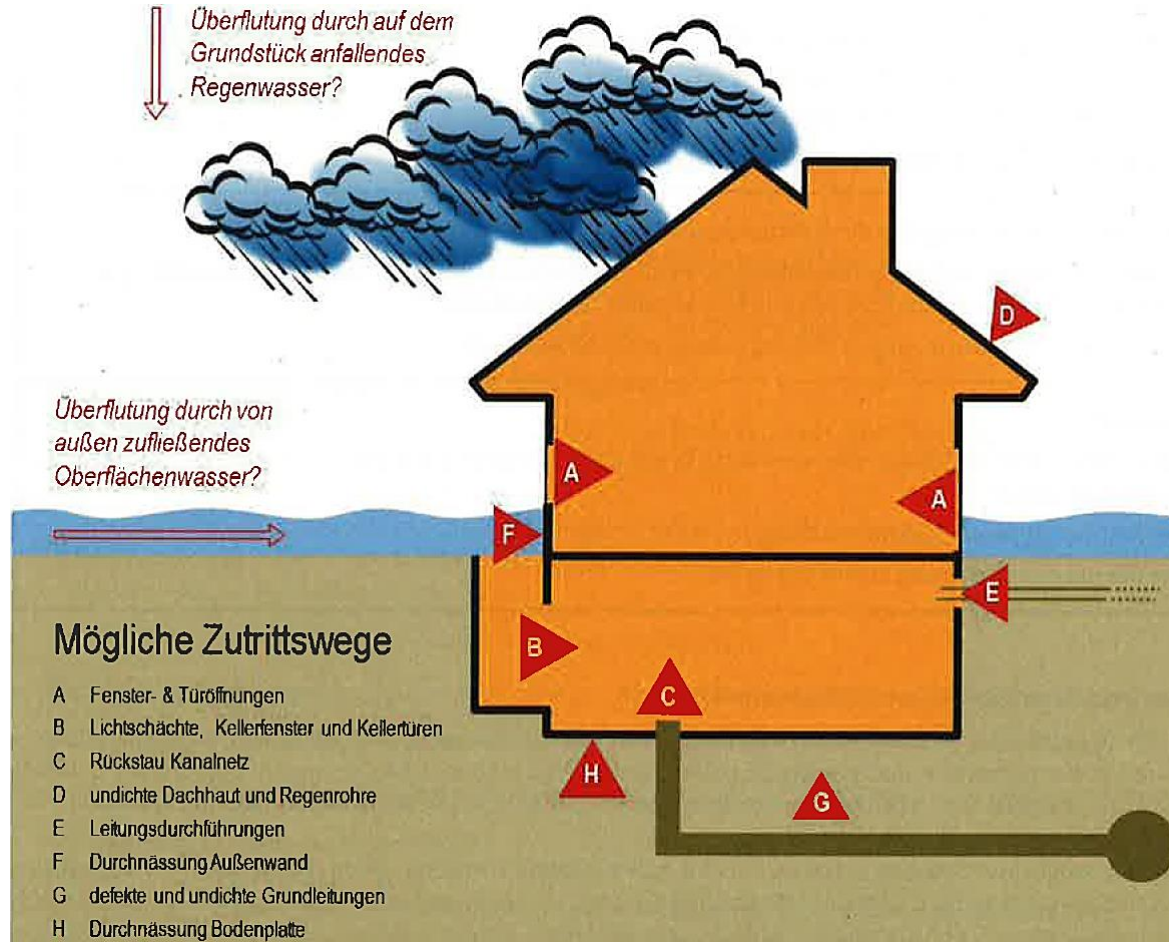 Überflutung durch auf dem
Grundstück anfallendes
Regenwasser?
D
Überflutung durch von
außen zufließendes
Oberflächenwasser?
A
A
F
E
B
C
H
G
Mögliche Zutrittswege
A Fenster- & Türöffnungen
B Lichtschächte, Kellerfenster und Kellertüren
C Rückstau Kanalnetz
D undichte Dachhaut und Regenrohre
E Leitungsdurchführungen
F Durchnässung Außenwand
G defekte und undichte Grundleitungen
H Durchnässung Bodenplatte